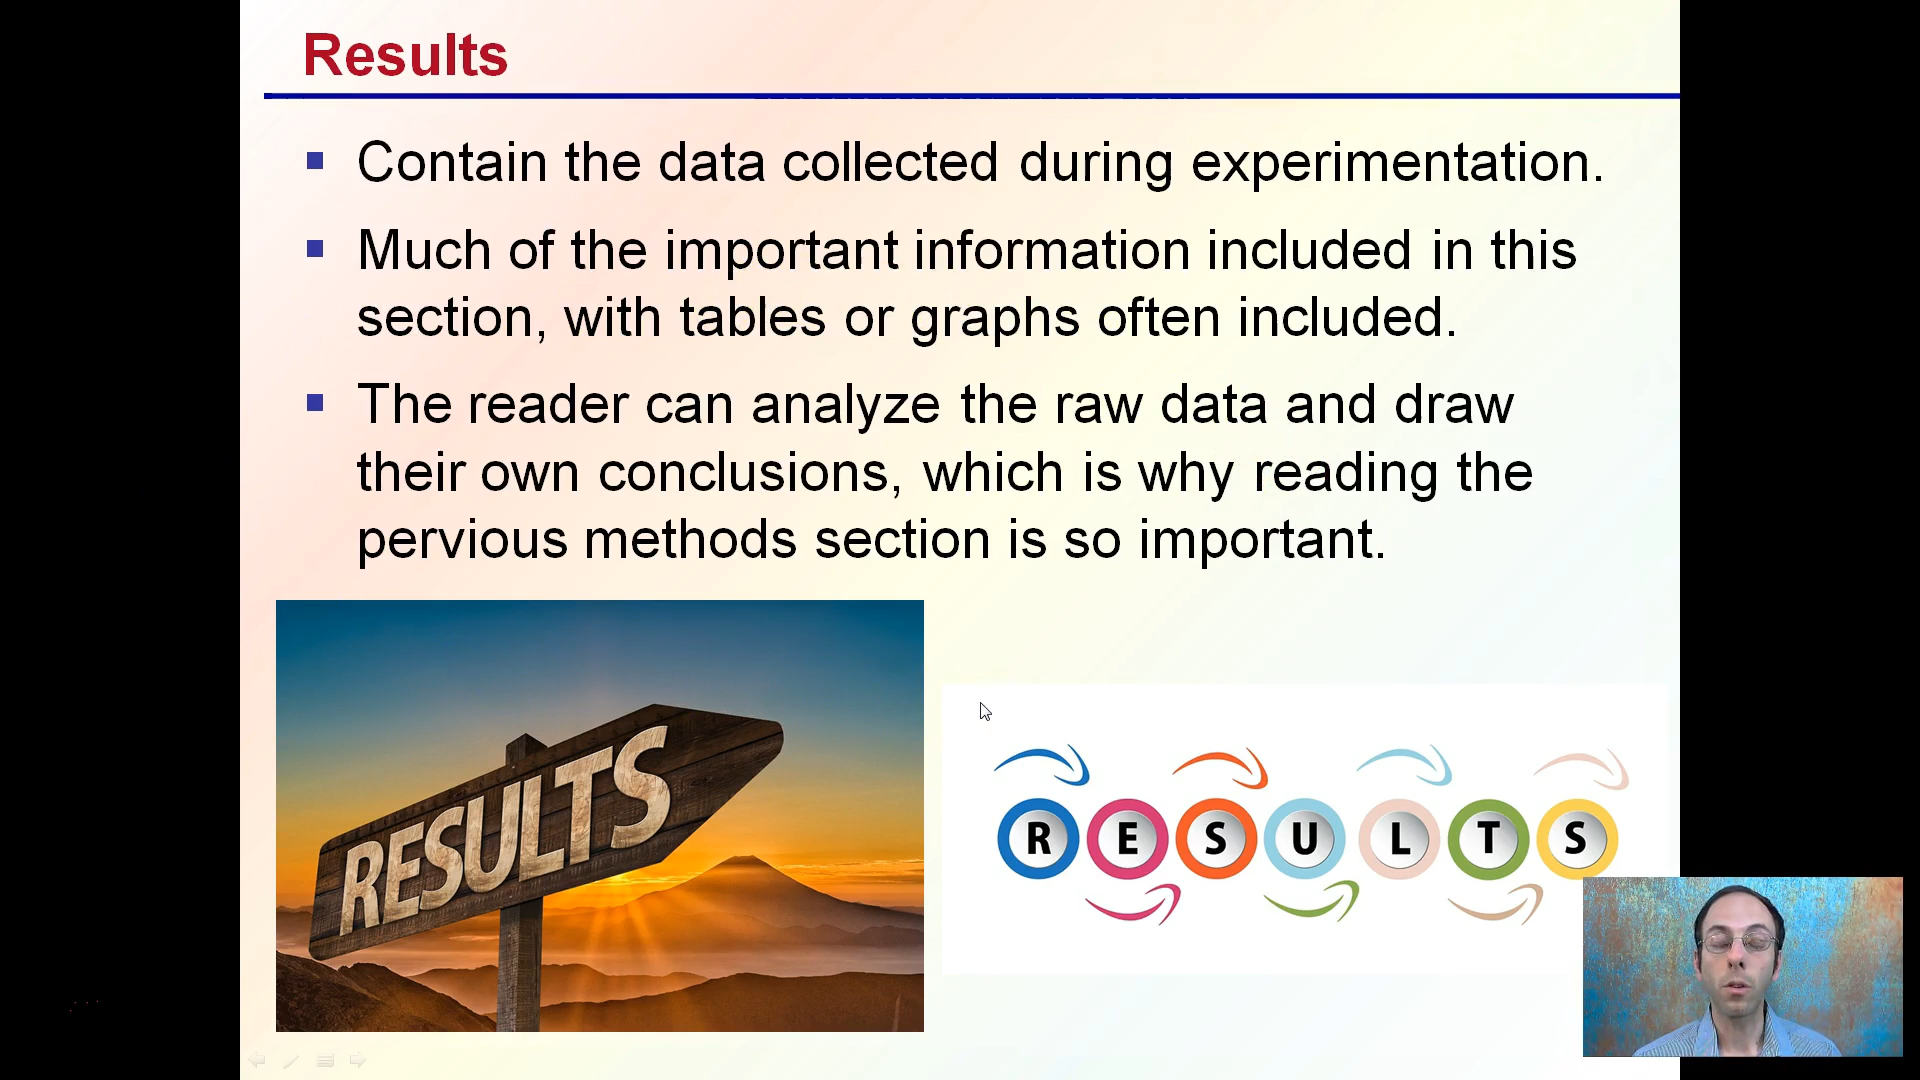 Results
Contain the data collected during experimentation.
Much of the important information included in this
section, with tables or graphs often included.
The reader can analyze the raw data and draw
their own conclusions, which is why reading the
pervious methods section is so important.
RESULTS
RESULTS